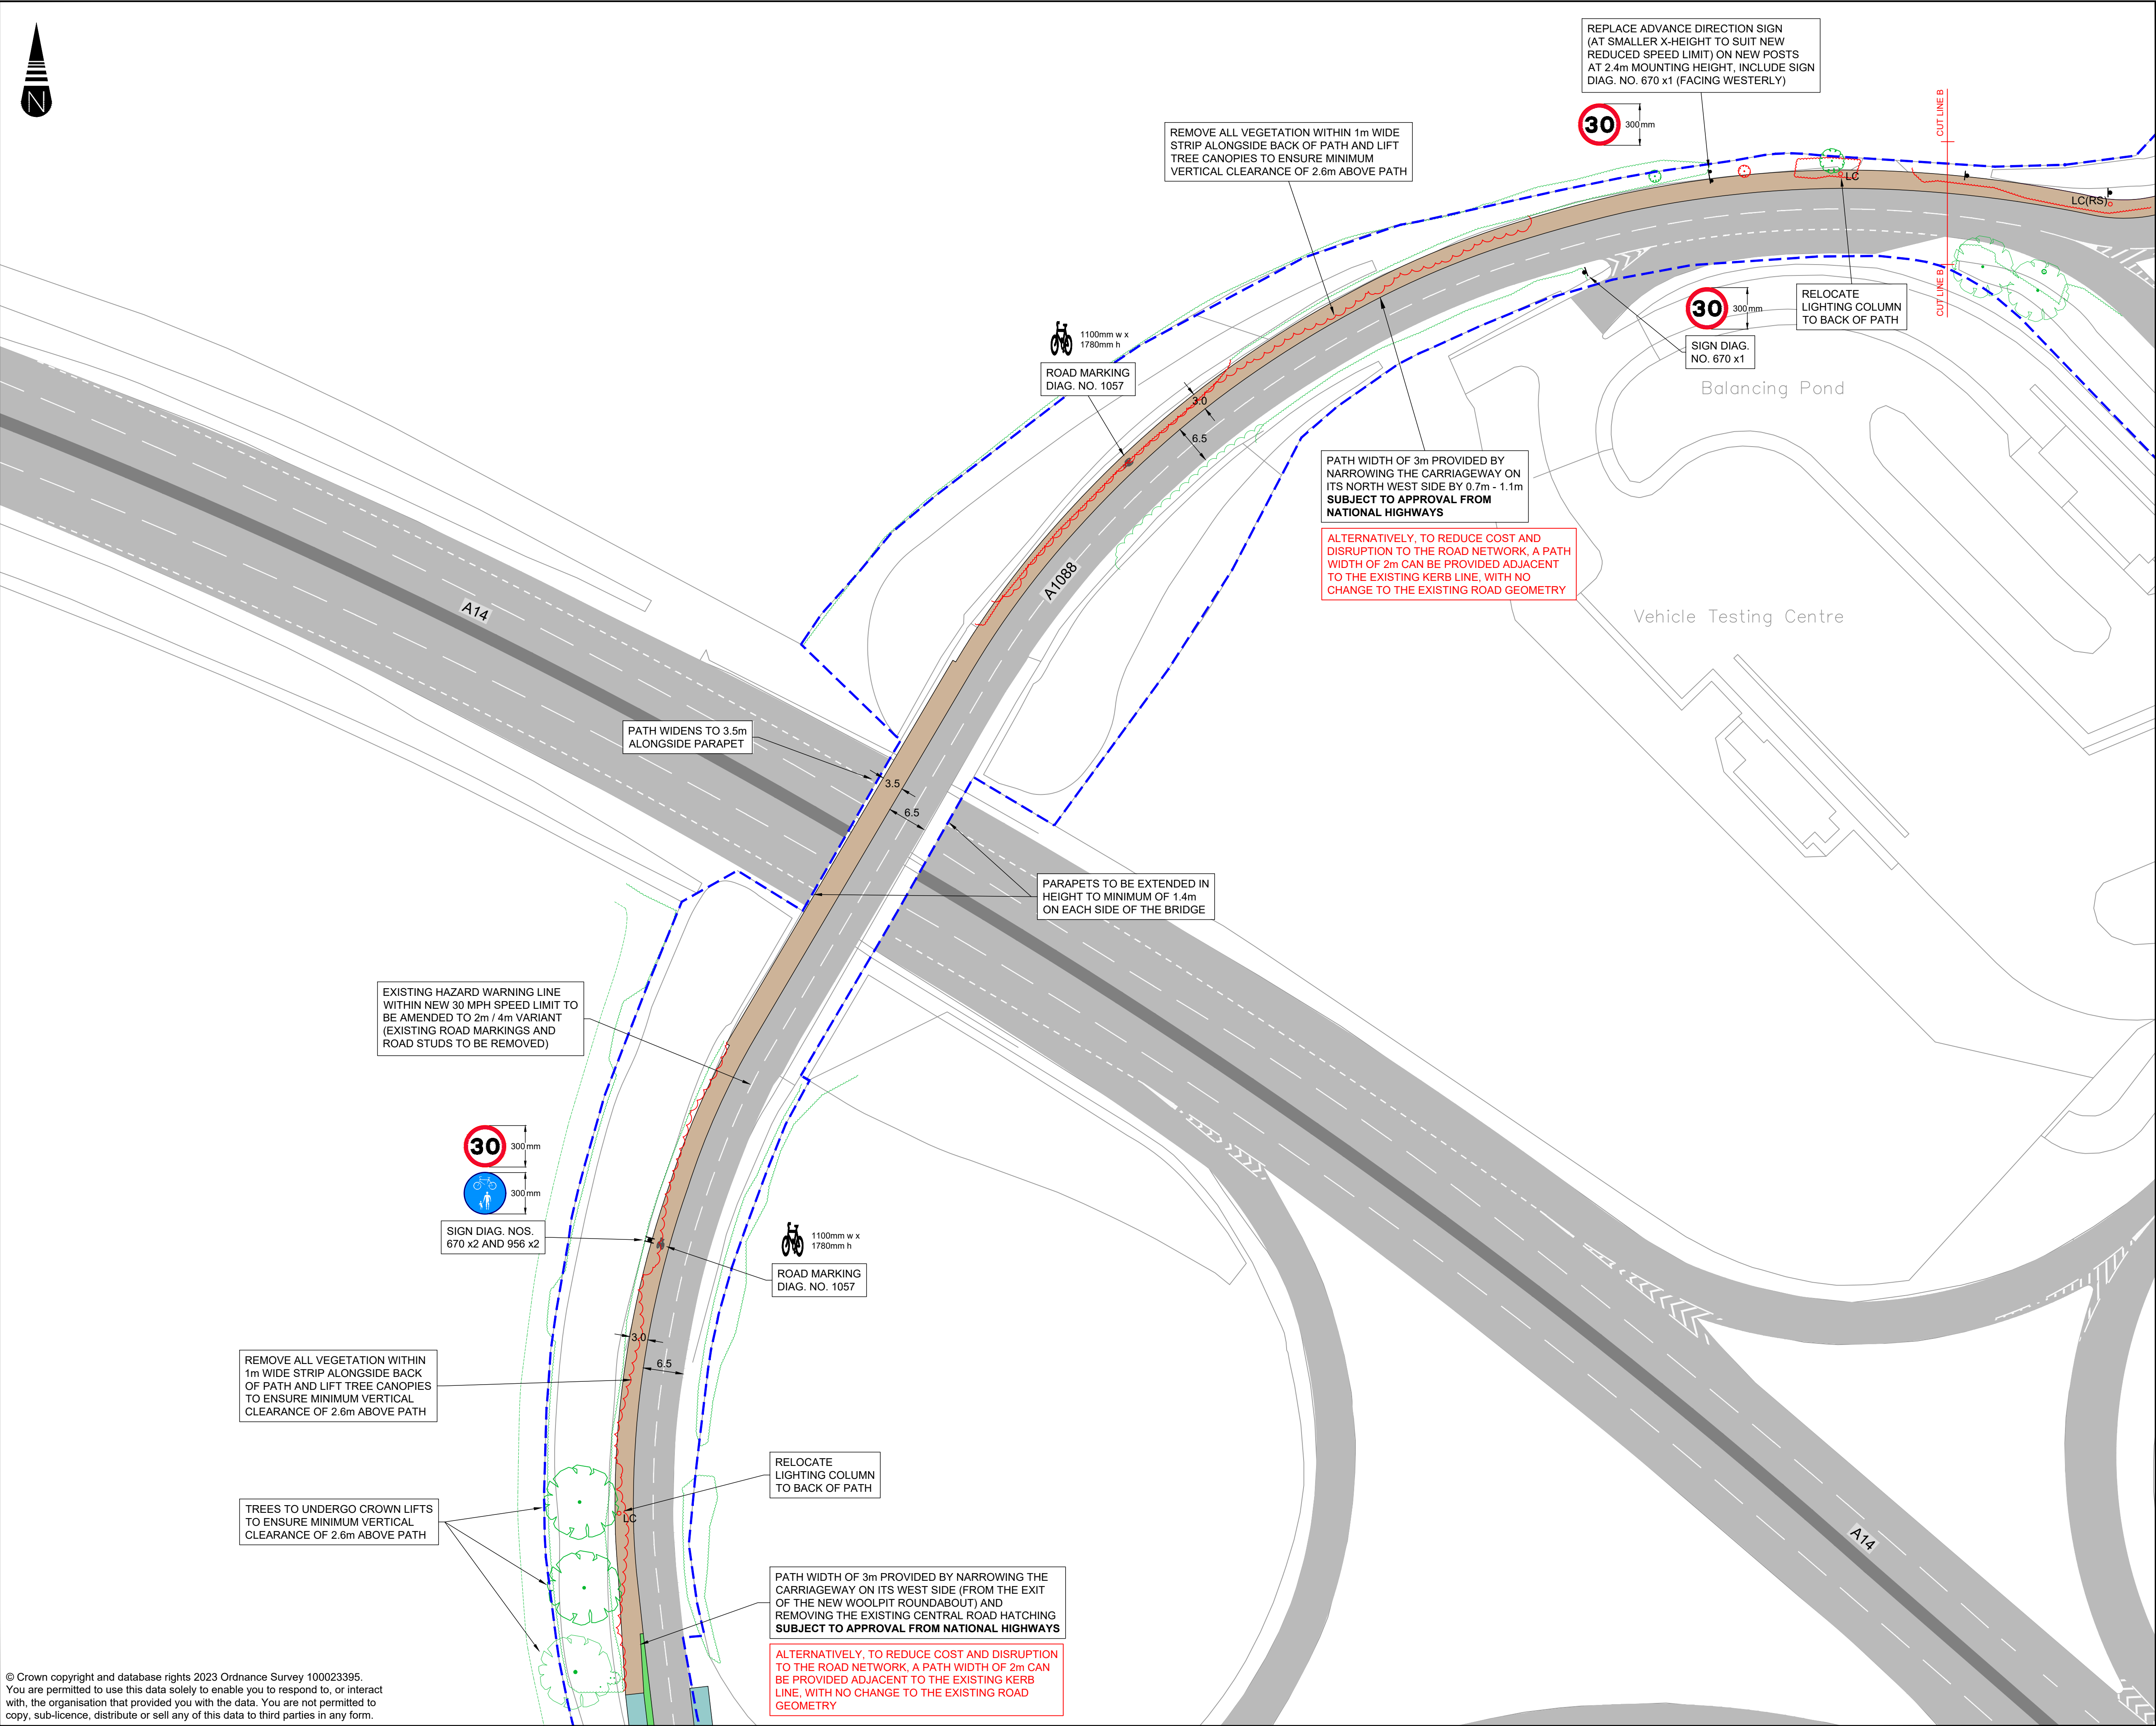 N
REPLACE ADVANCE DIRECTION SIGN
(AT SMALLER X-HEIGHT TO SUIT NEW
REDUCED SPEED LIMIT) ON NEW POSTS
AT 2.4m MOUNTING HEIGHT, INCLUDE SIGN
DIAG. NO. 670 x1 (FACING WESTERLY)
30
300mm
CUT LINE B
REMOVE ALL VEGETATION WITHIN 1m WIDE
STRIP ALONGSIDE BACK OF PATH AND LIFT
TREE CANOPIES TO ENSURE MINIMUM
VERTICAL CLEARANCE OF 2.6m ABOVE PATH
LC
LC(RS)
CUT LINE B
RELOCATE
LIGHTING COLUMN
TO BACK OF PATH
30
300mm
SIGN DIAG.
NO. 670 x1
1100mm w x
1780mm h
ROAD MARKING
DIAG. NO. 1057
Balancing Pond
3.0
6.5
PATH WIDTH OF 3m PROVIDED BY
NARROWING THE CARRIAGEWAY ON
ITS NORTH WEST SIDE BY 0.7m - 1.1m
SUBJECT TO APPROVAL FROM
NATIONAL HIGHWAYS
ALTERNATIVELY, TO REDUCE COST AND
DISRUPTION TO THE ROAD NETWORK, A PATH
WIDTH OF 2m CAN BE PROVIDED ADJACENT
TO THE EXISTING KERB LINE, WITH NO
CHANGE TO THE EXISTING ROAD GEOMETRY
A1088
A14
Vehicle Testing Centre
PATH WIDENS TO 3.5m
ALONGSIDE PARAPET
3.5
6.5
PARAPETS TO BE EXTENDED IN
HEIGHT TO MINIMUM OF 1.4m
ON EACH SIDE OF THE BRIDGE
EXISTING HAZARD WARNING LINE
WITHIN NEW 30 MPH SPEED LIMIT TO
BE AMENDED TO 2m / 4m VARIANT
(EXISTING ROAD MARKINGS AND
ROAD STUDS TO BE REMOVED)
30
300mm
300mm
SIGN DIAG. NOS.
670 x2 AND 956 x2
1100mm w x
1780mm h
ROAD MARKING
DIAG. NO. 1057
3.0
6.5
REMOVE ALL VEGETATION WITHIN
1m WIDE STRIP ALONGSIDE BACK
OF PATH AND LIFT TREE CANOPIES
TO ENSURE MINIMUM VERTICAL
CLEARANCE OF 2.6m ABOVE PATH
RELOCATE
LIGHTING COLUMN
TO BACK OF PATH
LC
TREES TO UNDERGO CROWN LIFTS
TO ENSURE MINIMUM VERTICAL
CLEARANCE OF 2.6m ABOVE PATH
A14
PATH WIDTH OF 3m PROVIDED BY NARROWING THE
CARRIAGEWAY ON ITS WEST SIDE (FROM THE EXIT
OF THE NEW WOOLPIT ROUNDABOUT) AND
REMOVING THE EXISTING CENTRAL ROAD HATCHING
SUBJECT TO APPROVAL FROM NATIONAL HIGHWAYS
ALTERNATIVELY, TO REDUCE COST AND DISRUPTION
TO THE ROAD NETWORK, A PATH WIDTH OF 2m CAN
BE PROVIDED ADJACENT TO THE EXISTING KERB
LINE, WITH NO CHANGE TO THE EXISTING ROAD
GEOMETRY
© Crown copyright and database rights 2023 Ordnance Survey 100023395.
You are permitted to use this data solely to enable you to respond to, or interact
with, the organisation that provided you with the data. You are not permitted to
copy, sub-licence, distribute or sell any of this data to third parties in any form.